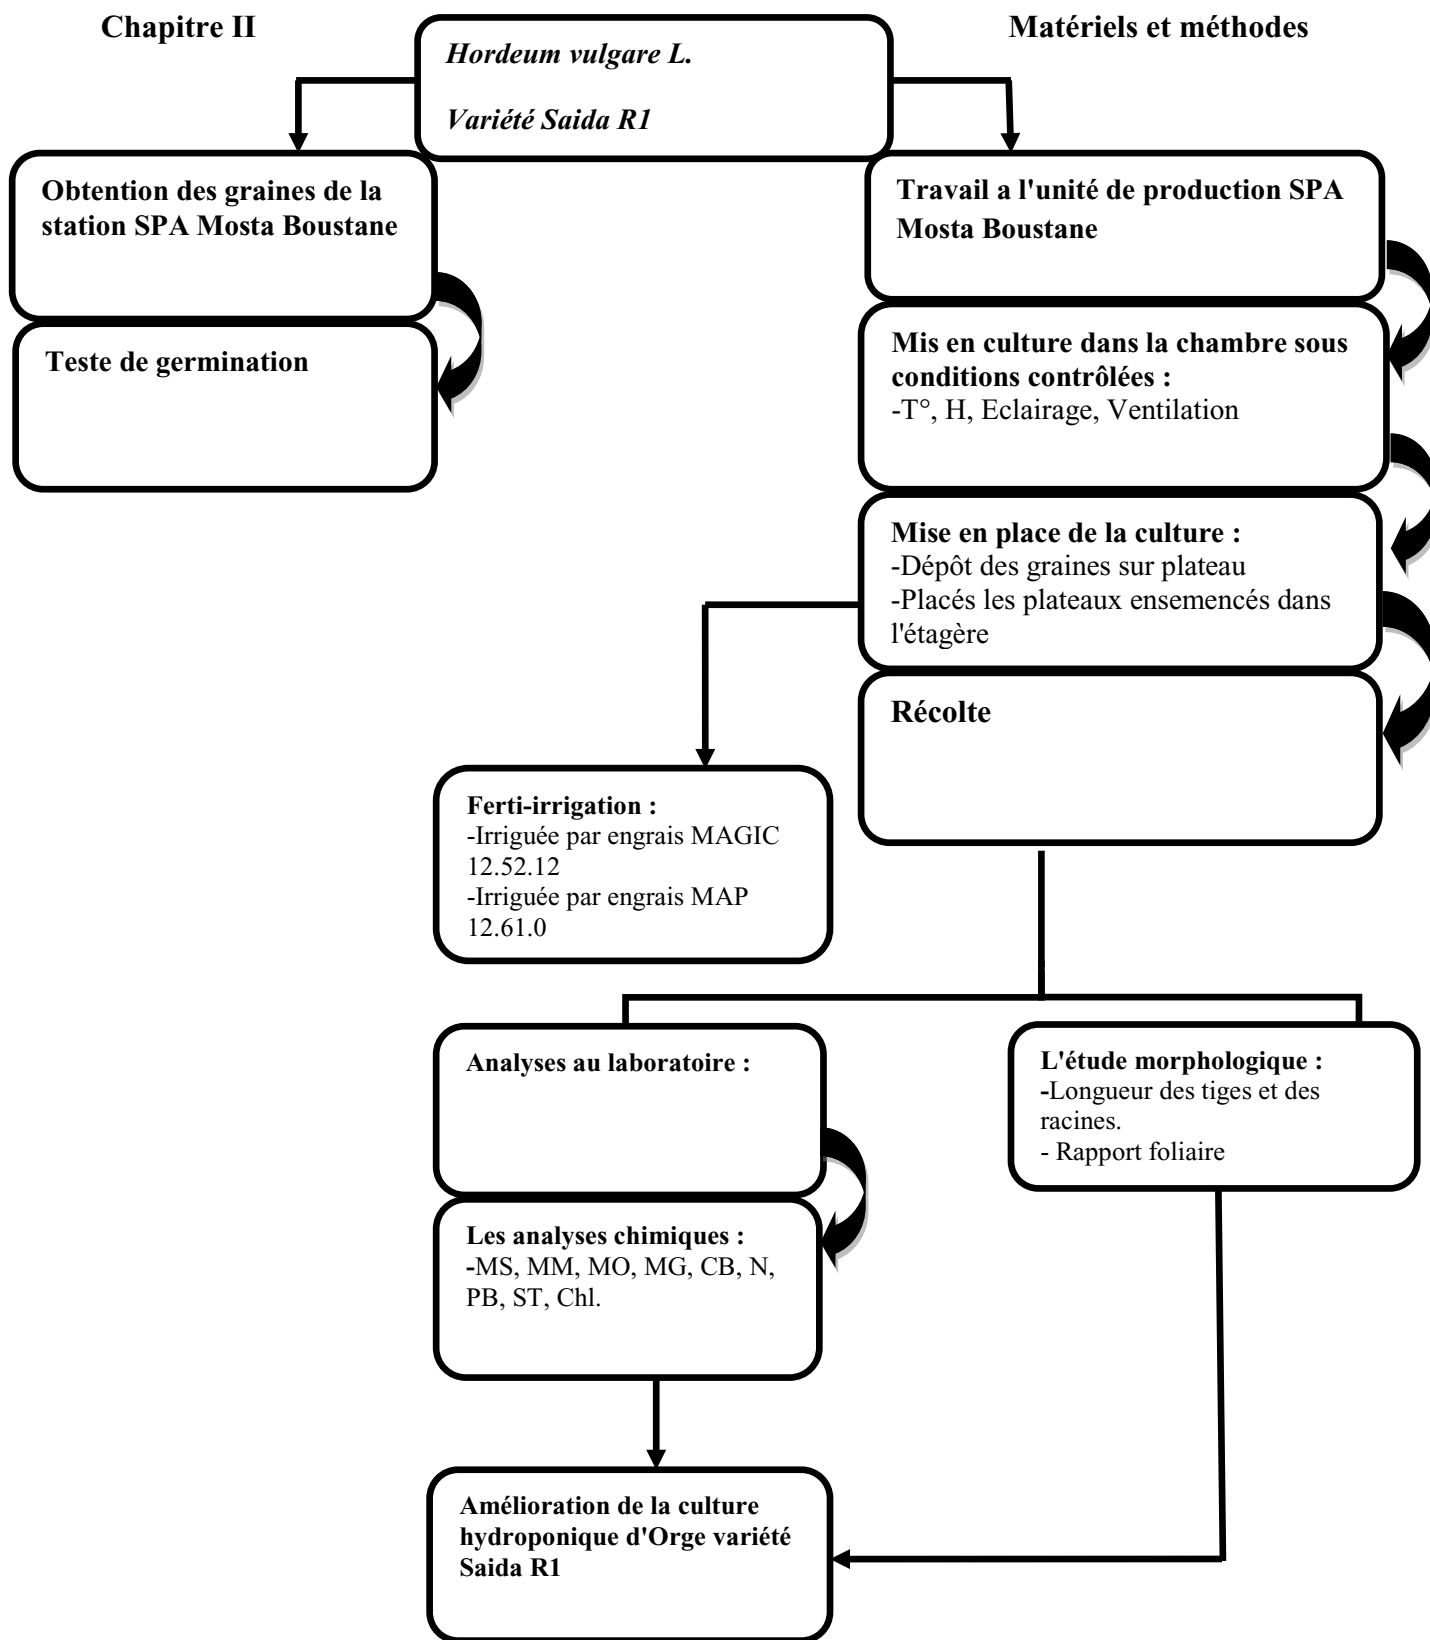 Chapitre II
Matériels et méthodes
Hordeum vulgare L.
Variété Saida R1
Obtention des graines de la
station SPA Mosta Boustane
Teste de germination
Travail a l'unité de production SPA
Mosta Boustane
Mis en culture dans la chambre sous
conditions contrôlées :
-T°, H, Eclairage, Ventilation
Mise en place de la culture :
-Dépôt des graines sur plateau
-Placés les plateaux ensemencés dans
l'étagère
Récolte
Ferti-irrigation :
-Irriguée par engrais MAGIC
12.52.12
-Irriguée par engrais MAP
12.61.0
Analyses au laboratoire :
Les analyses chimiques :
-MS, MM, MO, MG, CB, N,
PB, ST, Chl.
L'étude morphologique :
-Longueur des tiges et des
racines.
- Rapport foliaire
Amélioration de la culture
hydroponique d'Orge variété
Saida R1